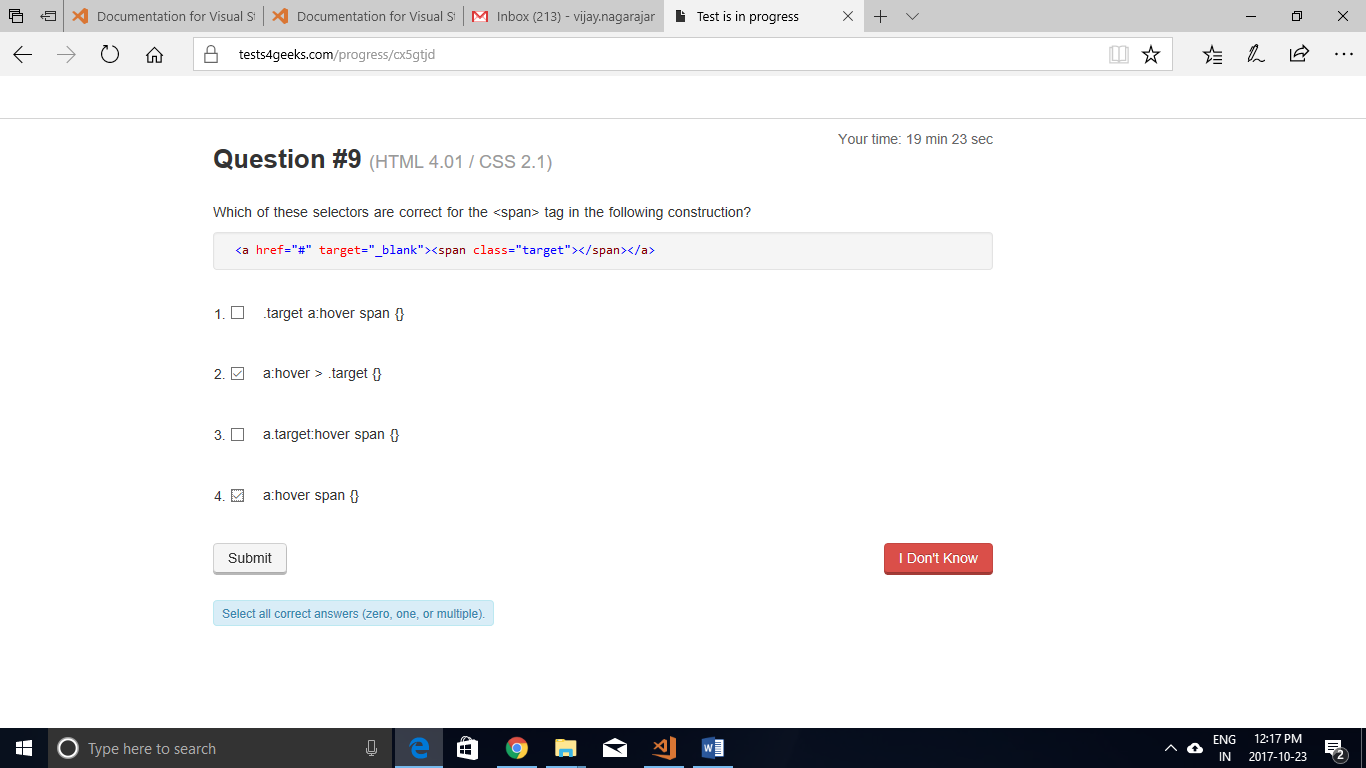 Documentation for Visual St
Documentation for Visual St
Inbox (213) - vijay.nagarajar
Test is in progress
tests4geeks.com/progress/cx5gtjd
Your time: 19 min 23 sec
Question #9 (HTML 4.01 / CSS 2.1)
Which of these selectors are correct for the <span> tag in the following construction?
<a href="#" target="_blank"><span class="target"></span></a>
1. .target a:hover span {}
2. a:hover > .target {}
3. a.target:hover span {}
4. a:hover span {}
Submit
I Don't Know
Select all correct answers (zero, one, or multiple).
Type here to search
ENG
IN
12:17 PM
2017-10-23
2